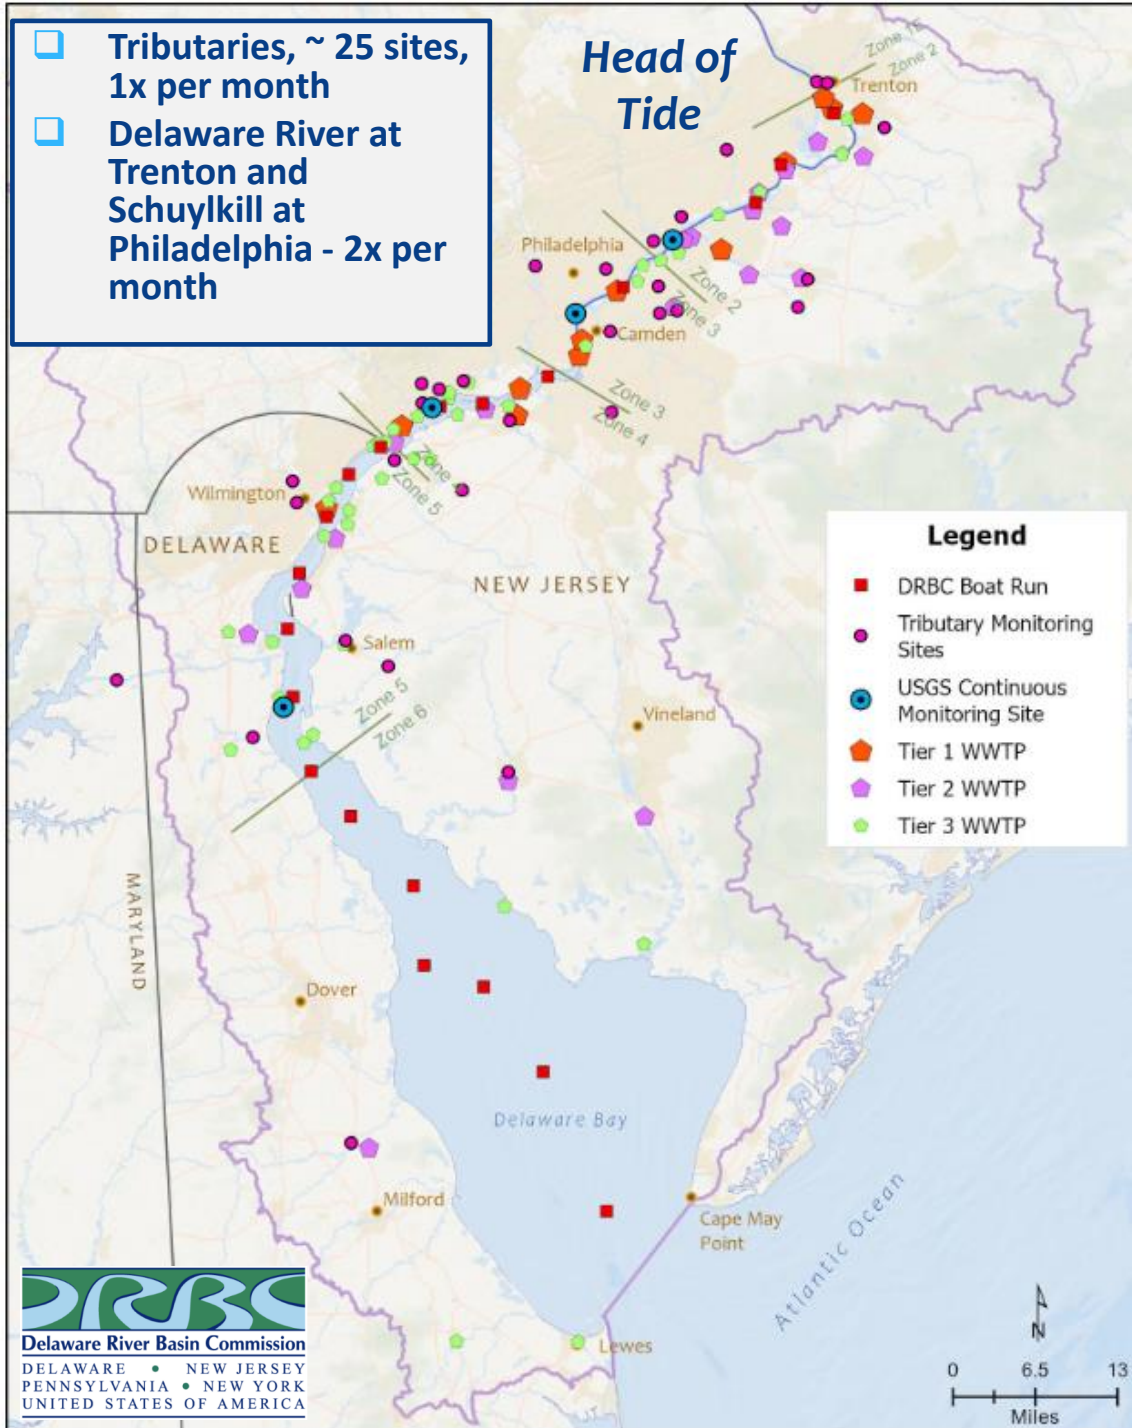 Tributaries, ~ 25 sites,
1x per month
Delaware River at
Trenton and
Schuylkill at
Philadelphia - 2x per
month
Head of
Tide
Zone 1E
Zone 2
Trenton
Philadelphia
Zone 2
Zone 3
Camden
Zone 3
Zone 4
Zone 4
Zone 5
Wilmington
DELAWARE
NEW JERSEY
Salem
Zone 5
Zone 6
Vineland
MARYLAND
Dover
Delaware Bay
Milford
Cape May
Point
Atlantic Ocean
Lewes
Legend
DRBC Boat Run
Tributary Monitoring
Sites
USGS Continuous
Monitoring Site
Tier 1 WWTP
Tier 2 WWTP
Tier 3 WWTP
DRBC
Delaware River Basin Commission
DELAWARE • NEW JERSEY
PENNSYLVANIA • NEW YORK
UNITED STATES OF AMERICA
N
0 6.5 13
Miles